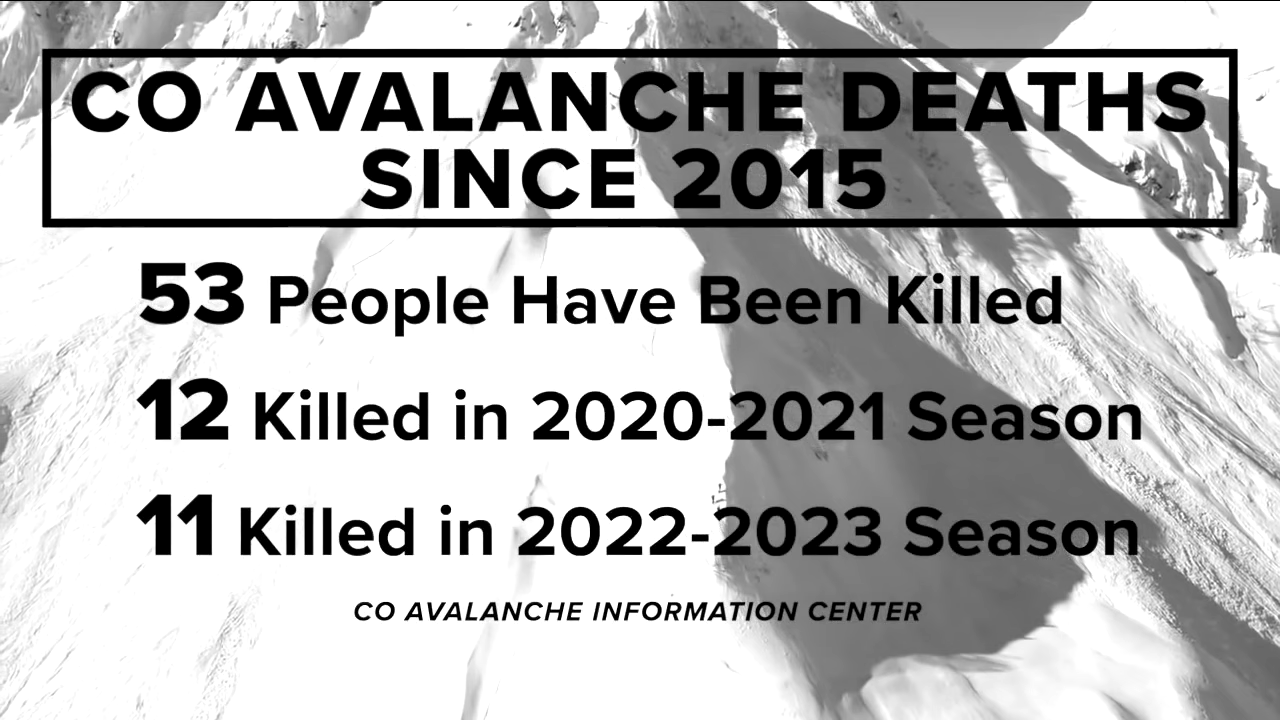 CO AVALANCHE DEATHS
SINCE 2015
53 People Have Been Killed
12 Killed in 2020-2021 Season
11 Killed in 2022-2023 Season
CO AVALANCHE INFORMATION CENTER